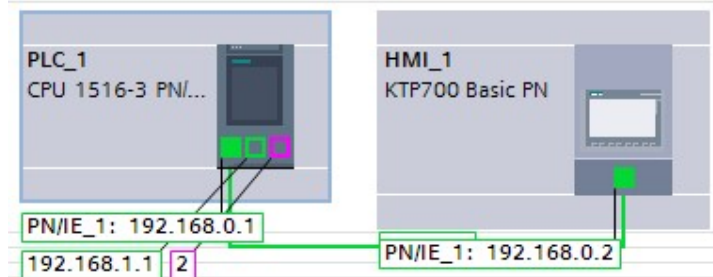 PLC_1
CPU 1516-3 PN/...
HMI_1
KTP700 Basic PN
PN/IE_1: 192.168.0.1
192.168.1.1
2
PN/IE_1: 192.168.0.2